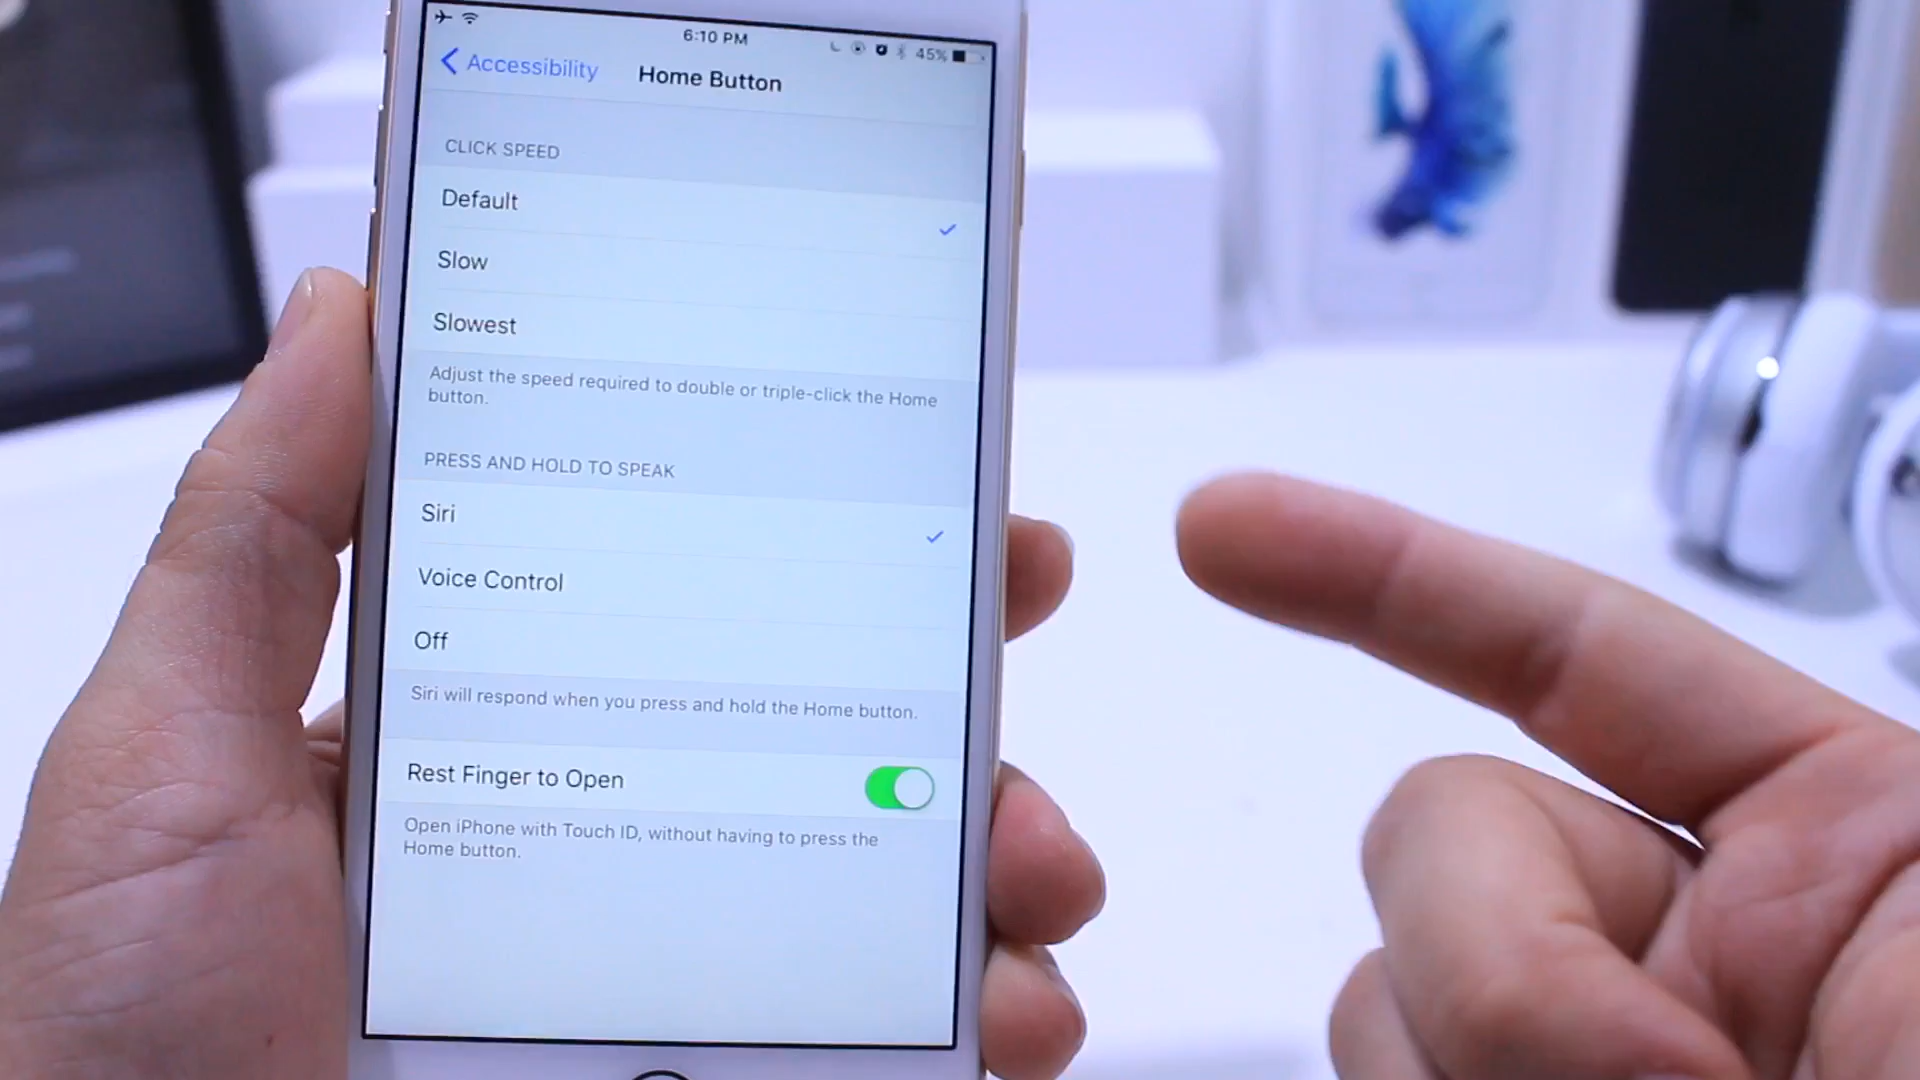 6:10 PM
45%
Accessibility
Home Button
CLICK SPEED
Default
Slow
Slowest
Adjust the speed required to double or triple-click the Home
button.
PRESS AND HOLD TO SPEAK
Siri
Voice Control
Off
Siri will respond when you press and hold the Home button.
Rest Finger to Open
Open iPhone with Touch ID, without having to press the
Home button.